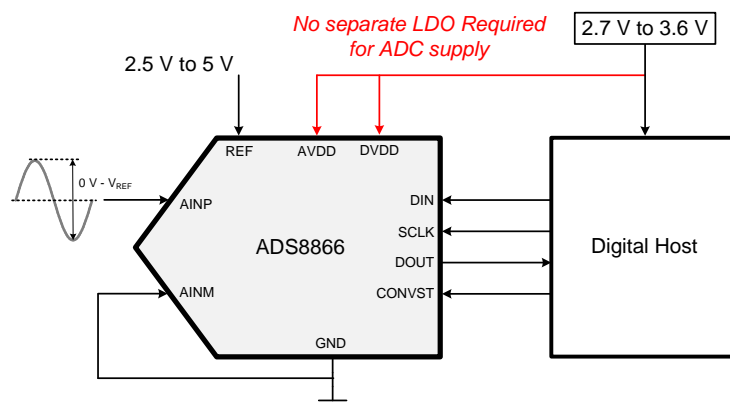 No separate LDO Required
for ADC supply
2.7 V to 3.6 V
2.5 V to 5 V
REF
AVDD
DVDD
0 V - VREF
AINP
DIN
SCLK
ADS8866
DOUT
Digital Host
AINM
CONVST
GND